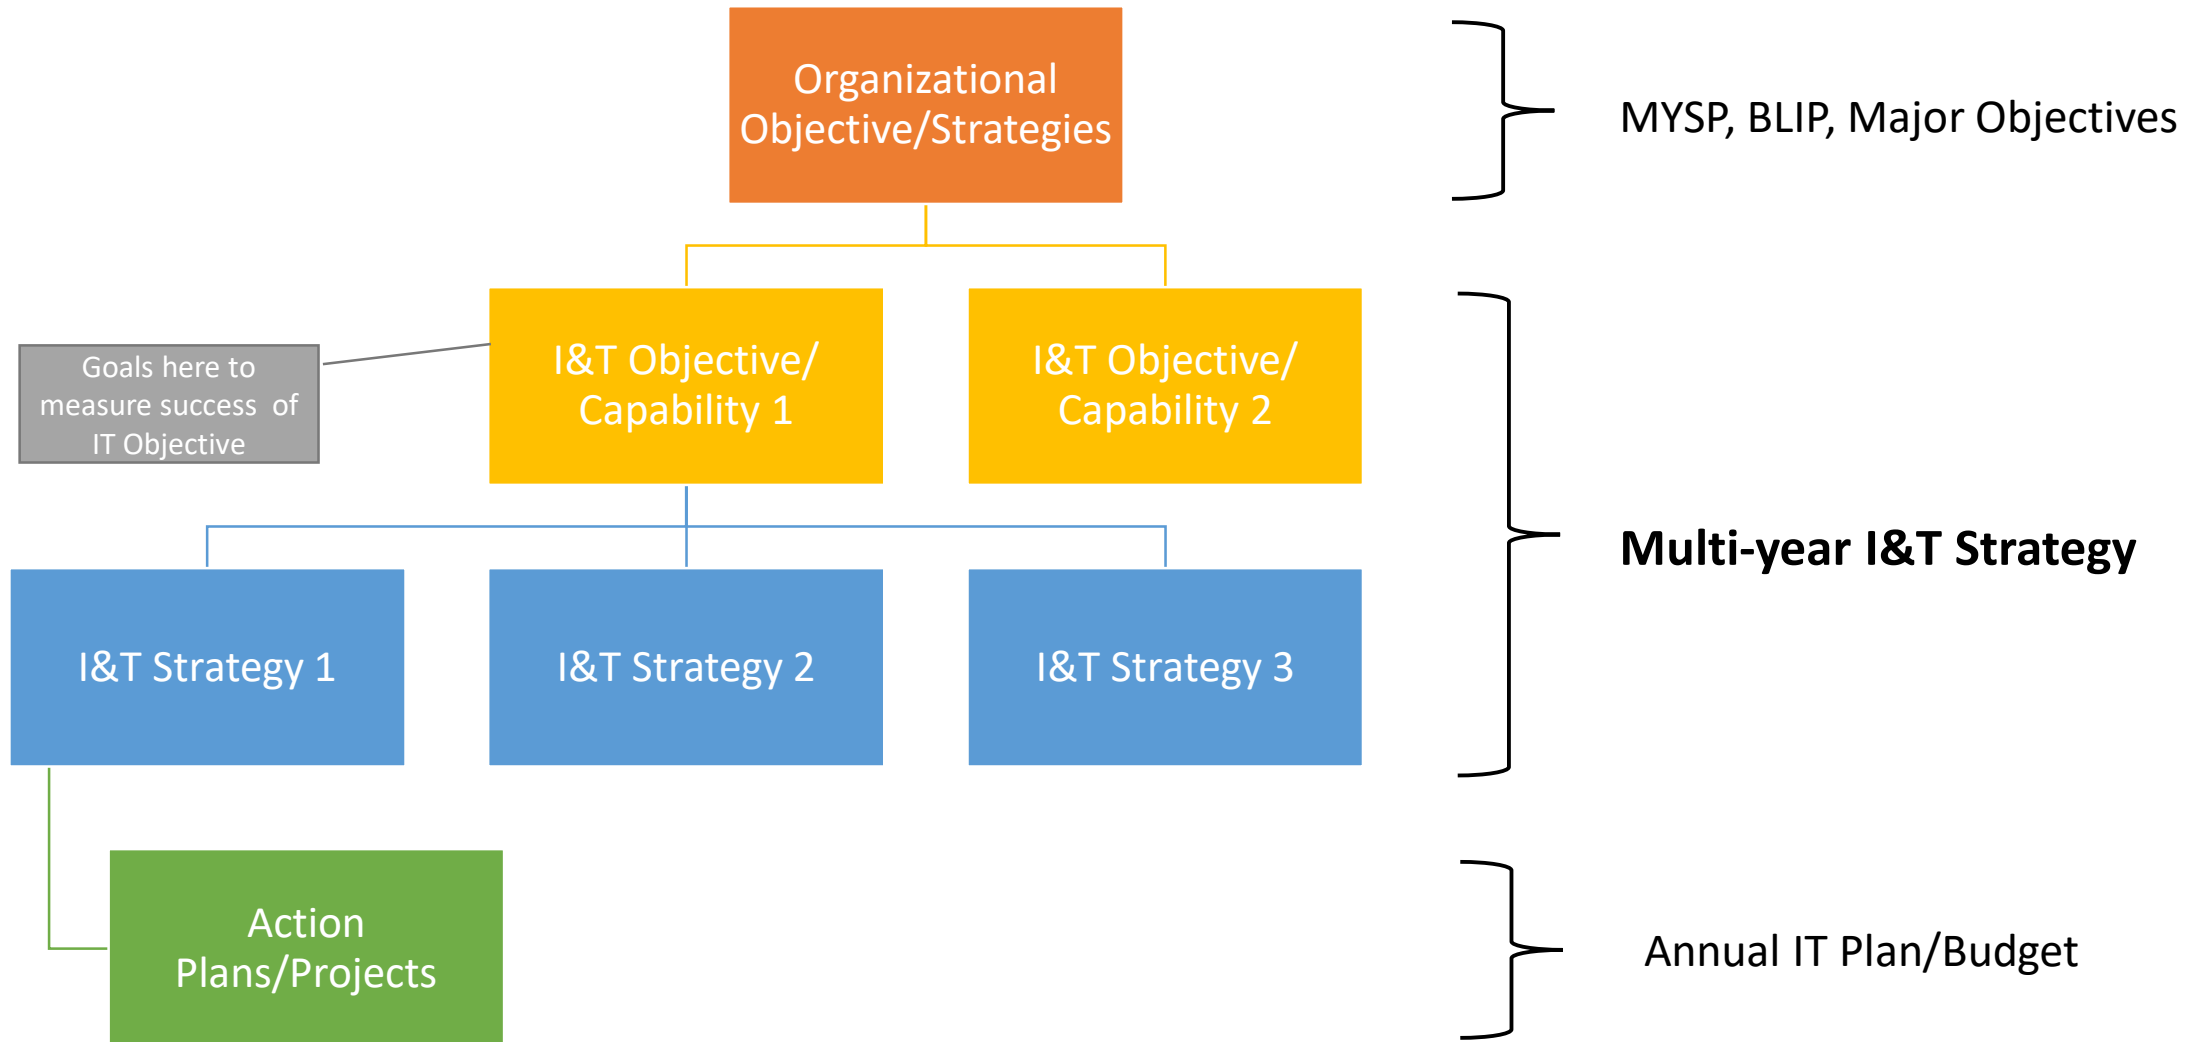 Organizational
Objective/Strategies
MYSP, BLIP, Major Objectives
Goals here to
measure success  of
IT Objective
I&T Objective/
Capability 1
I&T Objective/
Capability 2
Multi-year I&T Strategy
I&T Strategy 1
I&T Strategy 2
I&T Strategy 3
Action
Plans/Projects
Annual IT Plan/Budget